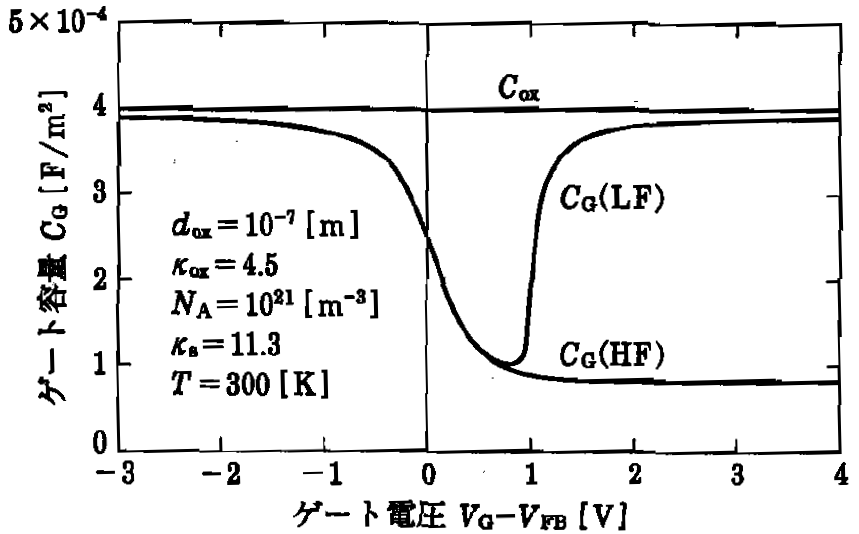 5×10⁻⁴
4
3
2
1
0
ゲート容量 C_G [F/m²]
C_ox
C_G(LF)
C_G(HF)
d_ox=10⁻⁷ [m]
κ_ox=4.5
N_A=10²¹ [m⁻³]
κ_s=11.3
T=300 [K]
−3 −2 −1 0 1 2 3 4
ゲート電圧 V_G−V_FB [V]